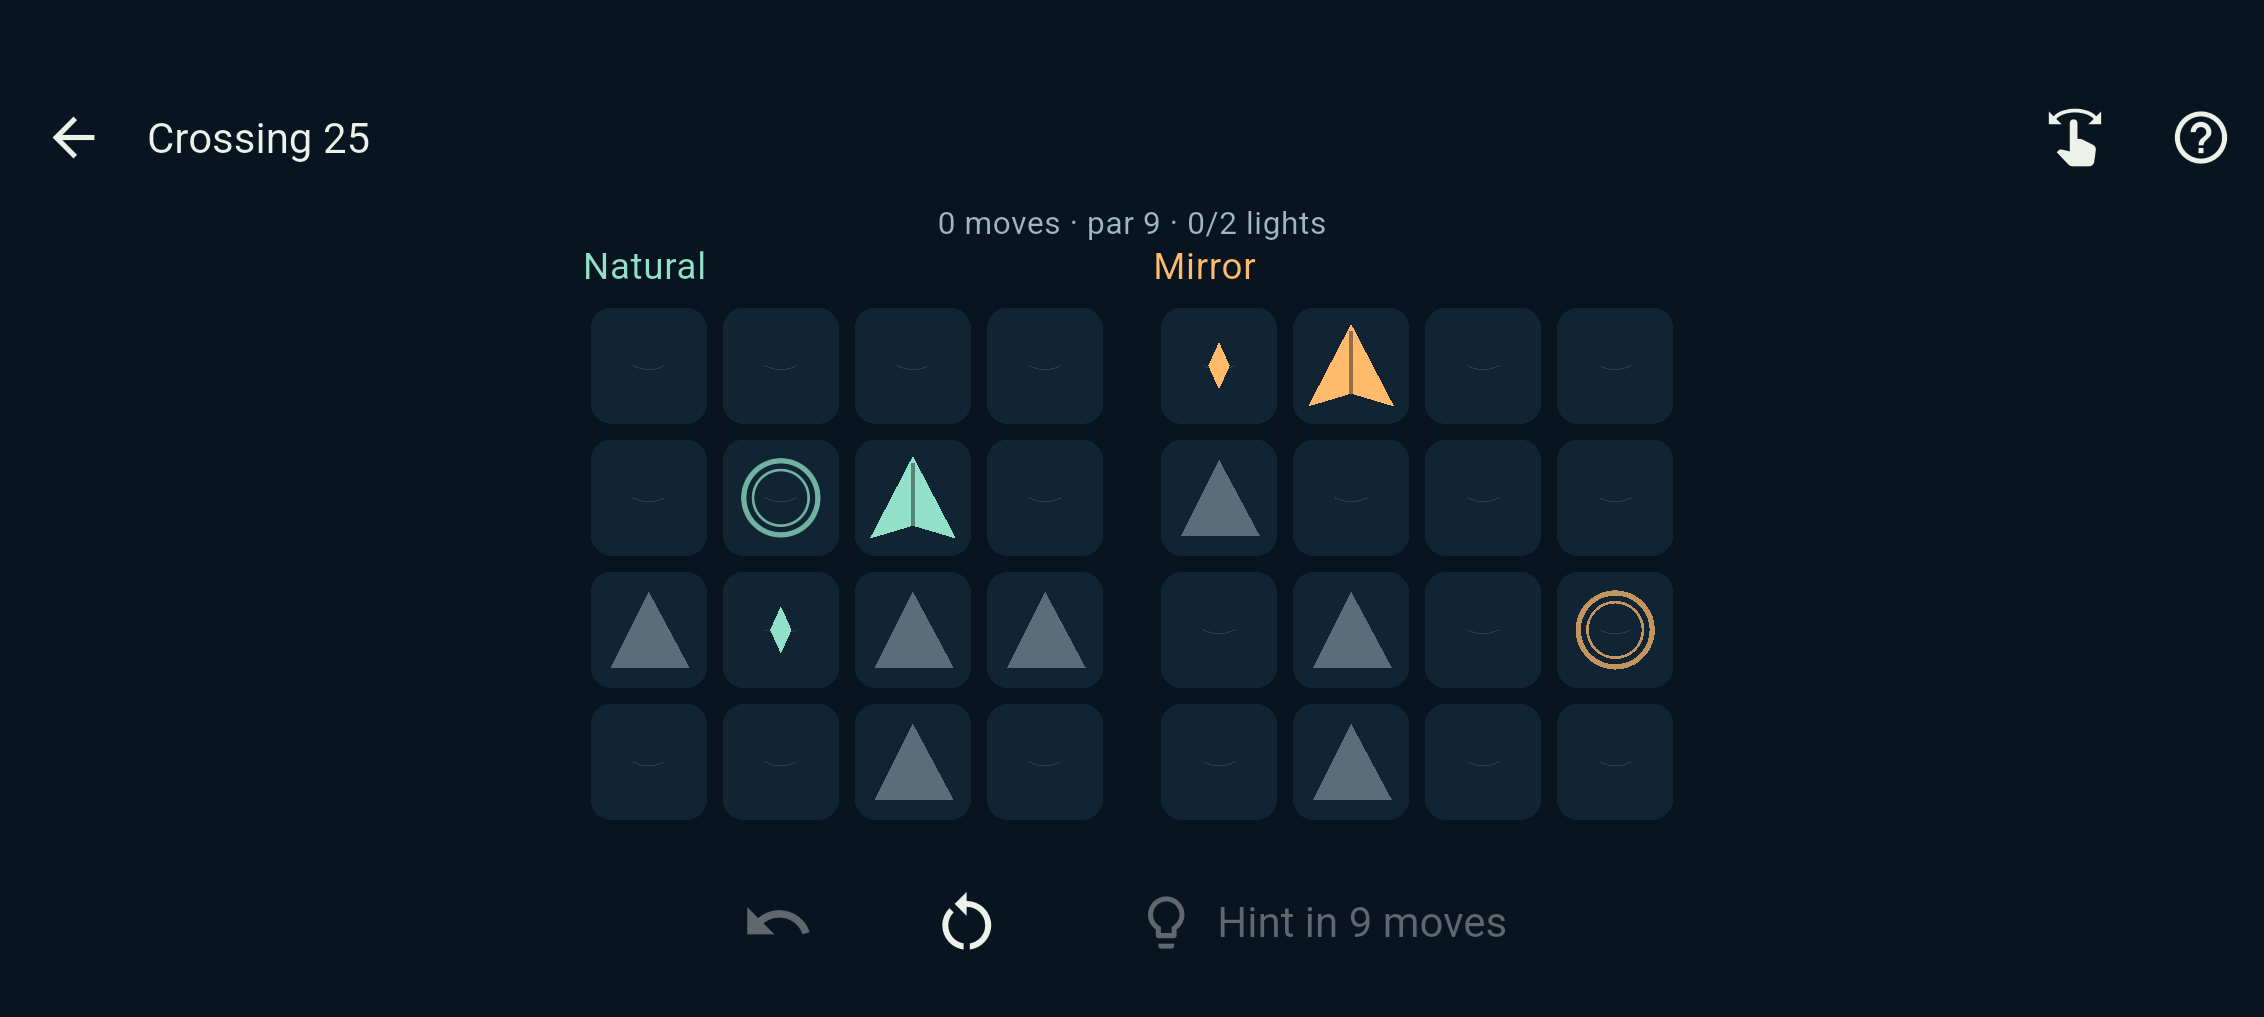 Crossing 25
0 moves · par 9 · 0/2 lights
Natural
Mirror
Hint in 9 moves